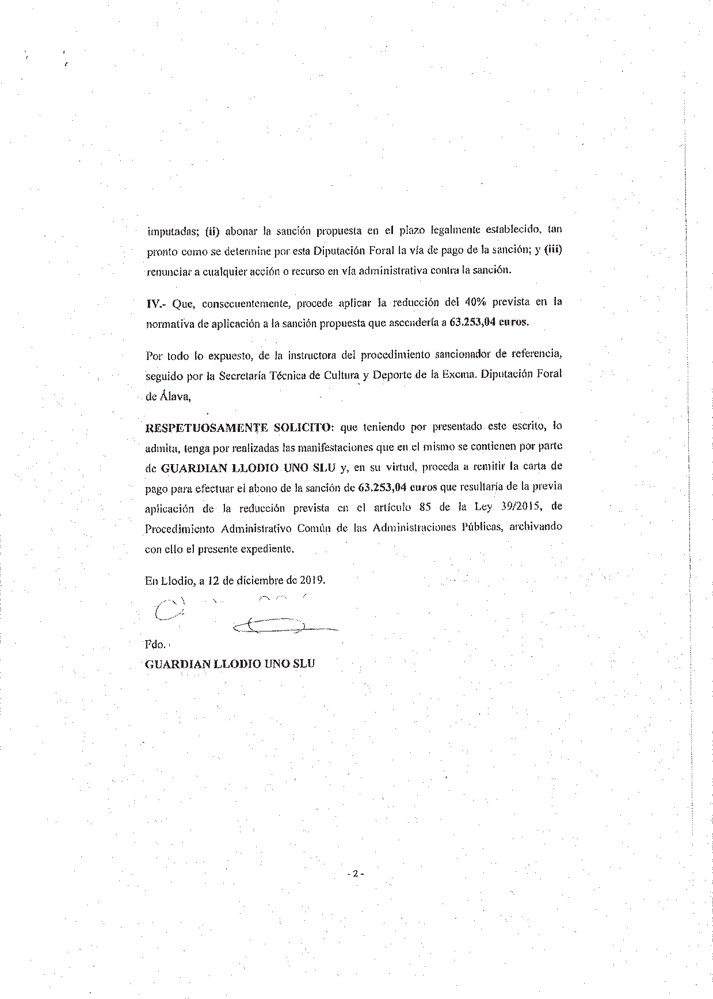 imputadas; (ii) abonar la sanción propuesta en el plazo legalmente establecido, tan
pronto como se determine por esta Diputación Foral la vía de pago de la sanción; y (iii)
renunciar a cualquier acción o recurso en vía administrativa contra la sanción.
IV.- Que, consecuentemente, procede aplicar la reducción del 40% prevista en la
normativa de aplicación a la sanción propuesta que ascendería a 63.253,04 euros.
Por todo lo expuesto, de la instructora del procedimiento sancionador de referencia,
seguido por la Secretaría Técnica de Cultura y Deporte de la Excma. Diputación Foral
de Álava,
RESPETUOSAMENTE SOLICITO: que teniendo por presentado este escrito, lo
admita, tenga por realizadas las manifestaciones que en el mismo se contienen por parte
de GUARDIAN LLODIO UNO SLU y, en su virtud, proceda a remitir la carta de
pago para efectuar el abono de la sanción de 63.253,04 euros que resultaría de la previa
aplicación de la reducción prevista en el artículo 85 de la Ley 39/2015, de
Procedimiento Administrativo Común de las Administraciones Públicas, archivando
con ello el presente expediente.
En Llodio, a 12 de diciembre de 2019.
Fdo.
GUARDIAN LLODIO UNO SLU
- 2 -